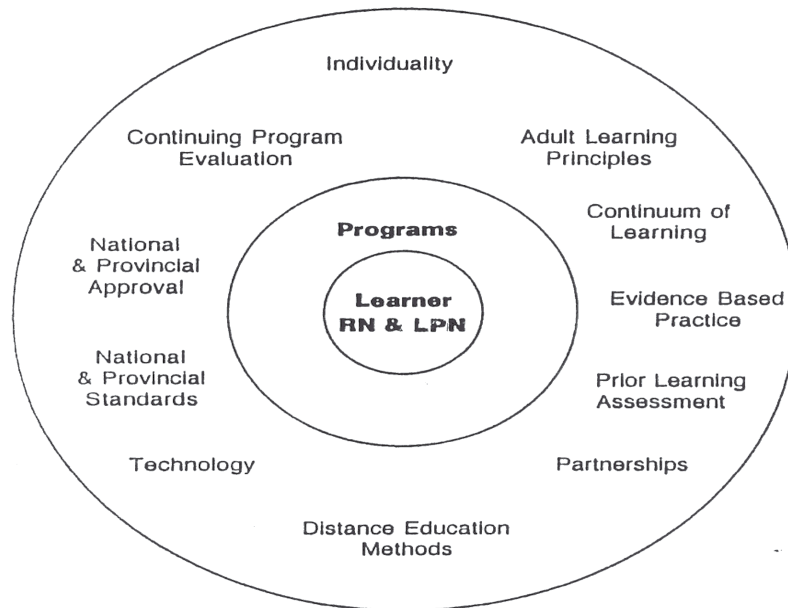 Individuality
Continuing Program
Evaluation
Adult Learning
Principles
Continuum of
Learning
Programs
National
& Provincial
Approval
Learner
RN & LPN
Evidence Based
Practice
National
& Provincial
Standards
Prior Learning
Assessment
Technology
Partnerships
Distance Education
Methods